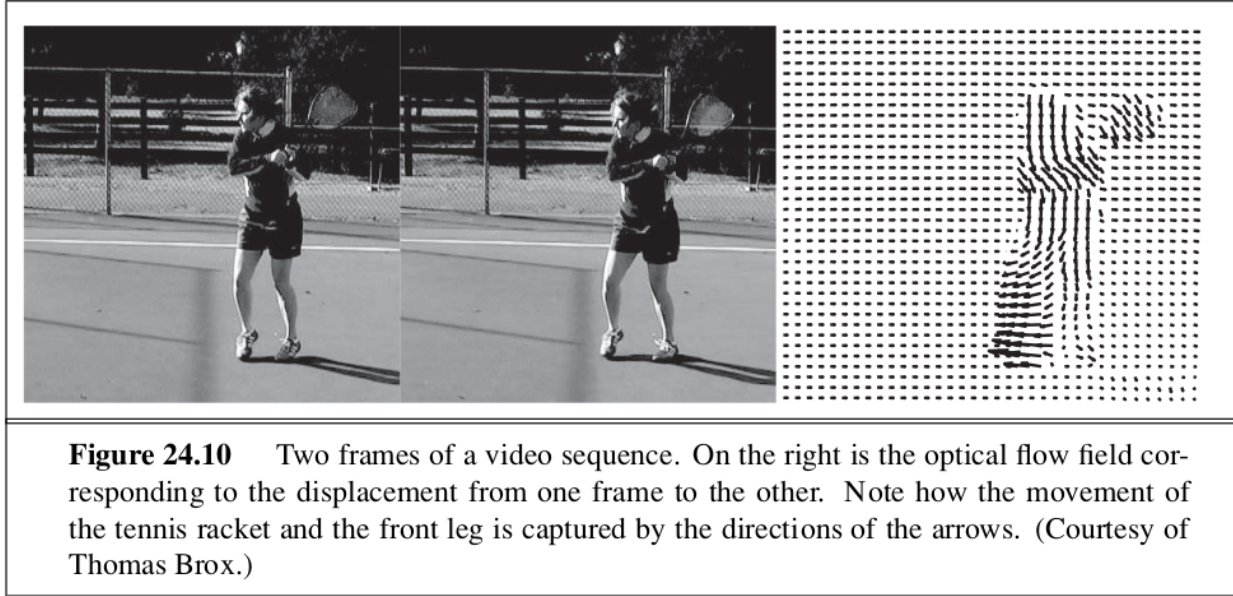 Figure 24.10 Two frames of a video sequence. On the right is the optical flow field cor-
responding to the displacement from one frame to the other. Note how the movement of
the tennis racket and the front leg is captured by the directions of the arrows. (Courtesy of
Thomas Brox.)